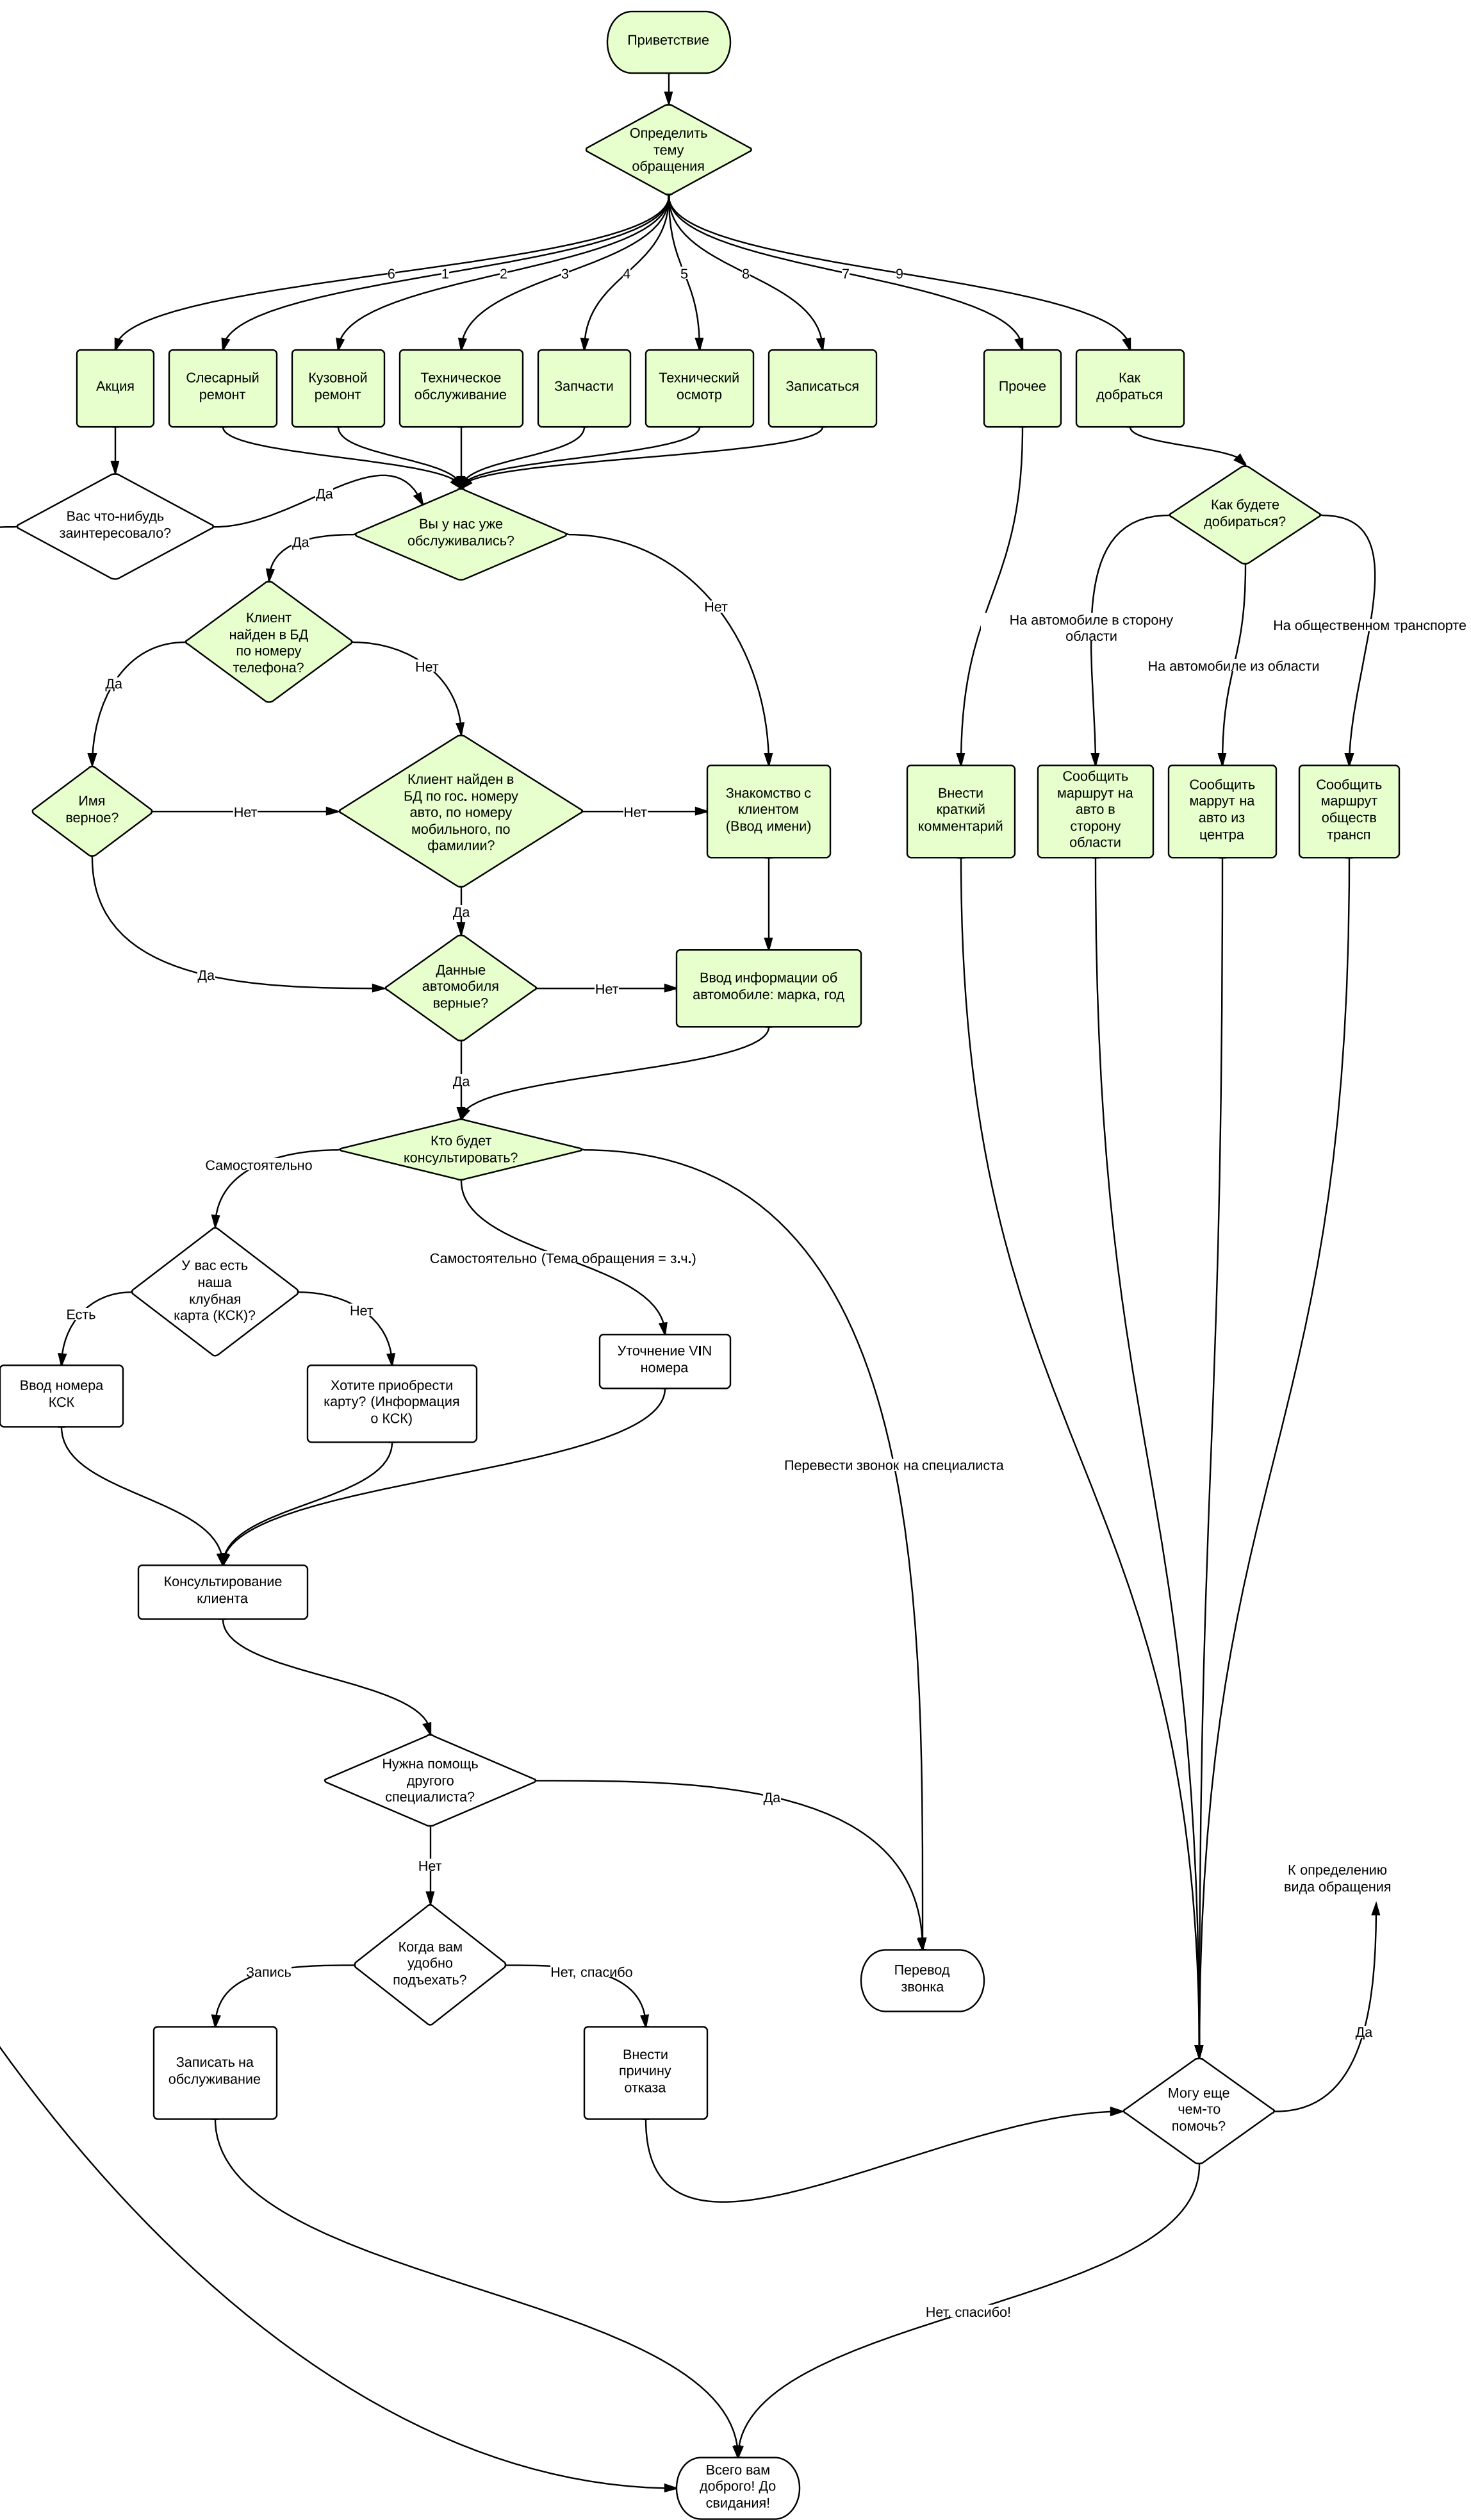 Приветствие
Определить
тему
обращения
6
1
2
3
4
5
8
7
9
Акция
Слесарный
ремонт
Кузовной
ремонт
Техническое
обслуживание
Запчасти
Технический
осмотр
Записаться
Прочее
Как
добраться
Вас что-нибудь
заинтересовало?
Да
Вы у нас уже
обслуживались?
Как будете
добираться?
Да
Нет
Клиент
найден в БД
по номеру
телефона?
На автомобиле в сторону
области
На общественном транспорте
На автомобиле из области
Да
Нет
Имя
верное?
Нет
Клиент найден в
БД по гос. номеру
авто, по номеру
мобильного, по
фамилии?
Нет
Знакомство с
клиентом
(Ввод имени)
Внести
краткий
комментарий
Сообщить
маршрут на
авто в
сторону
области
Сообщить
маррут на
авто из
центра
Сообщить
маршрут
обществ
трансп
Да
Да
Данные
автомобиля
верные?
Нет
Ввод информации об
автомобиле: марка, год
Да
Кто будет
консультировать?
Самостоятельно
Самостоятельно (Тема обращения = з.ч.)
У вас есть
наша
клубная
карта (КСК)?
Есть
Нет
Уточнение VIN
номера
Ввод номера
КСК
Хотите приобрести
карту? (Информация
о КСК)
Перевести звонок на специалиста
Консультирование
клиента
Нужна помощь
другого
специалиста?
Да
Нет
К определению
вида обращения
Когда вам
удобно
подъехать?
Запись
Нет, спасибо
Перевод
звонка
Да
Записать на
обслуживание
Внести
причину
отказа
Могу еще
чем-то
помочь?
Нет, спасибо!
Всего вам
доброго! До
свидания!